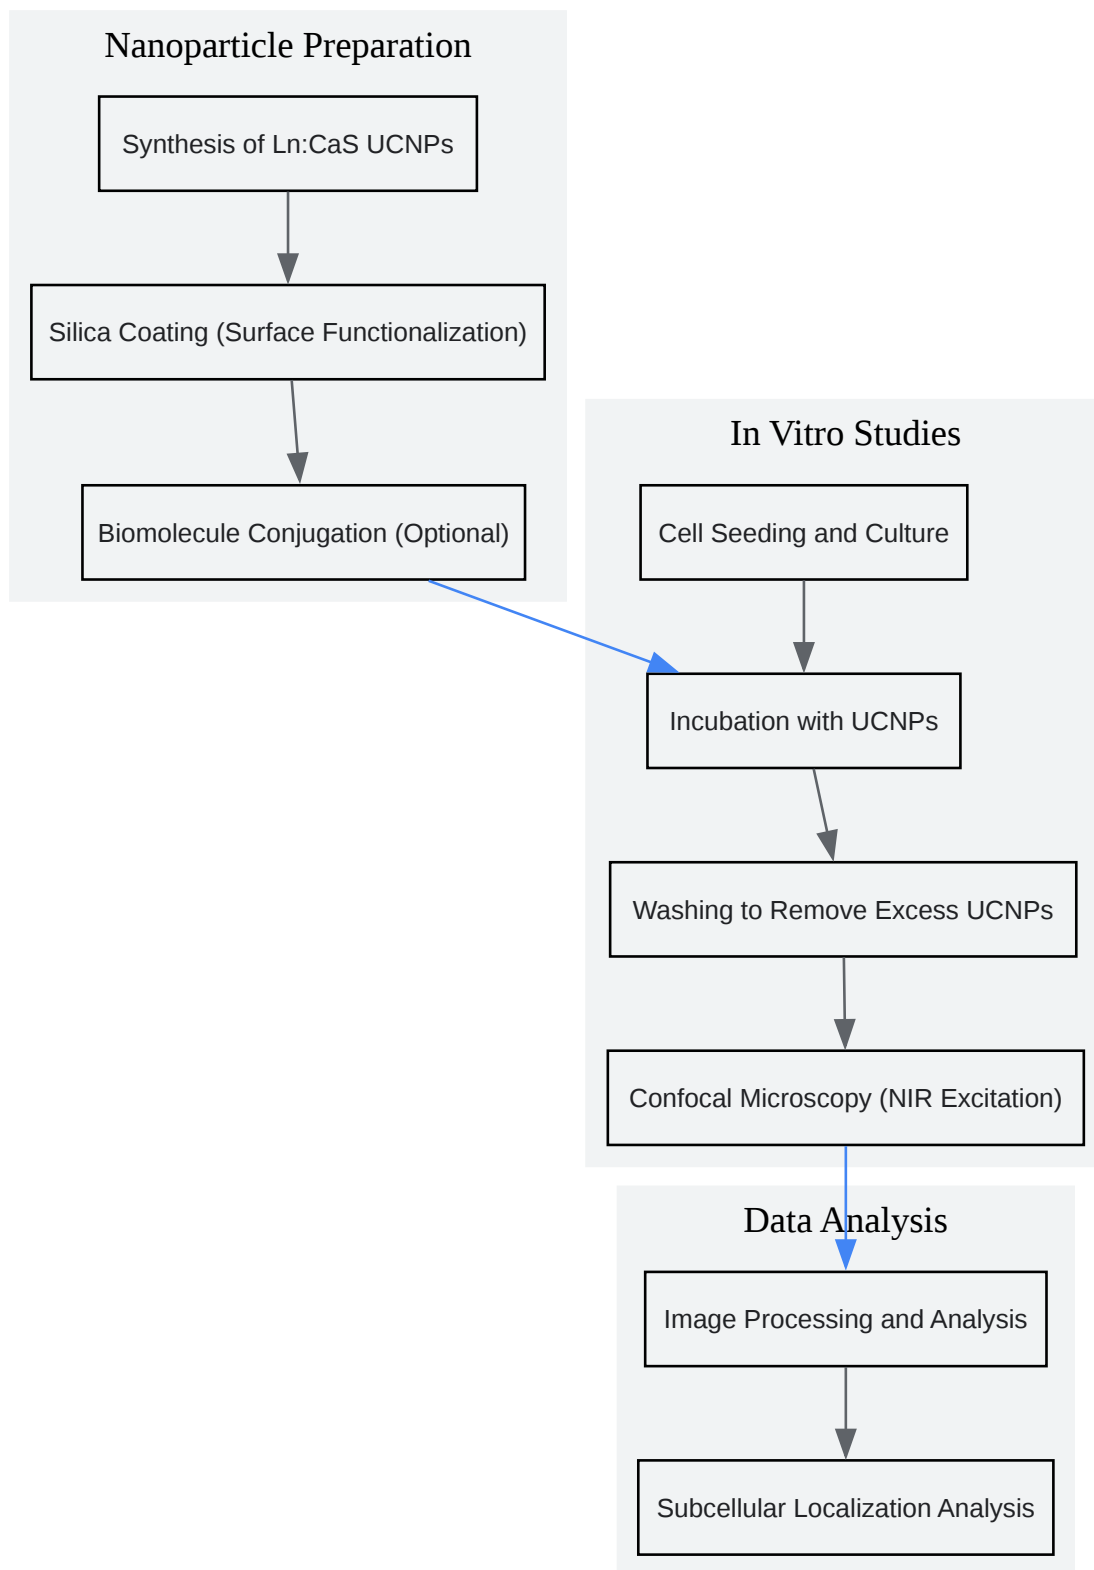 Nanoparticle Preparation
Synthesis of Ln:CaS UCNPs
Silica Coating (Surface Functionalization)
Biomolecule Conjugation (Optional)
In Vitro Studies
Cell Seeding and Culture
Incubation with UCNPs
Washing to Remove Excess UCNPs
Confocal Microscopy (NIR Excitation)
Data Analysis
Image Processing and Analysis
Subcellular Localization Analysis